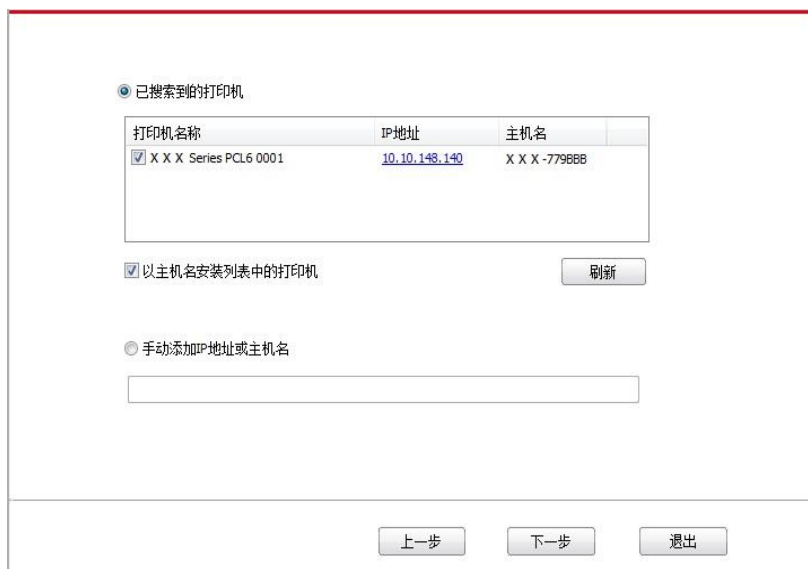 已搜索到的打印机
打印机名称 IP地址 主机名
X X X Series PCL6 0001 10.10.148.140 X X X -779BBB
以主机名安装列表中的打印机 刷新
手动添加IP地址或主机名
上一步 下一步 退出